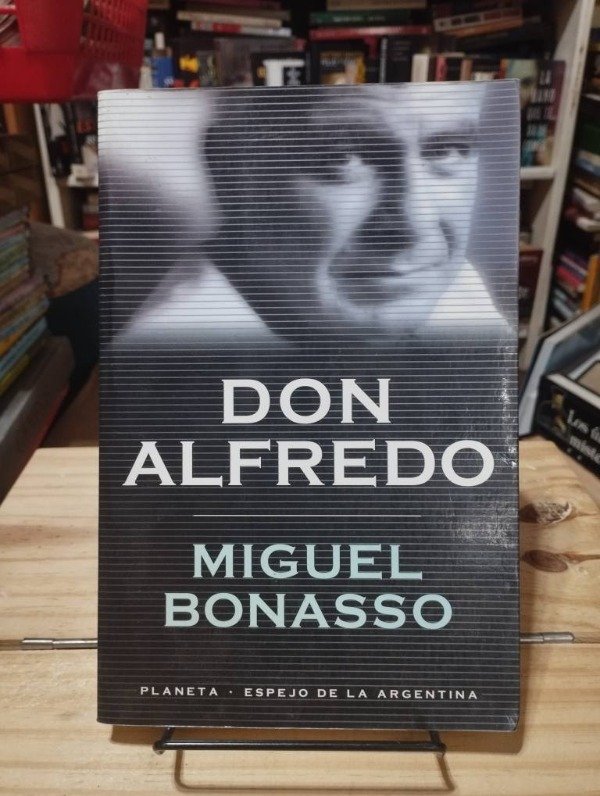 DON
ALFREDO
MIGUEL
BONASSO
PLANETA · ESPEJO DE LA ARGENTINA